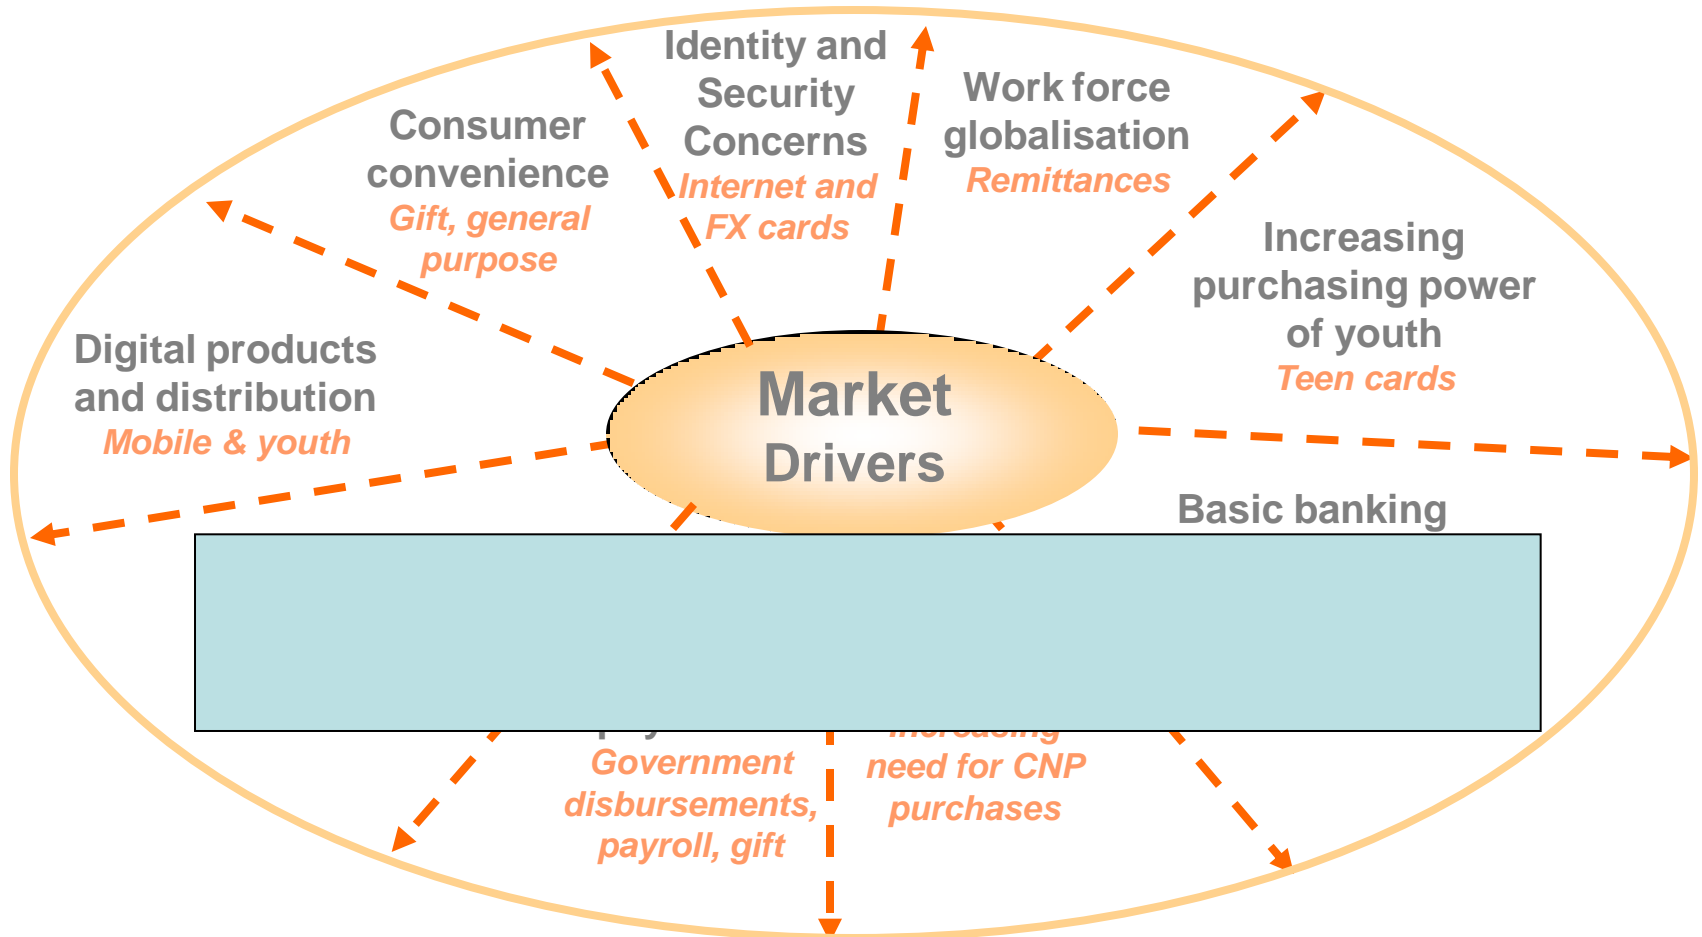 Identity and
Security
Concerns
Internet and
FX cards
Work force
globalisation
Remittances
Consumer
convenience
Gift, general
purpose
Increasing
purchasing power
of youth
Teen cards
Digital products
and distribution
Mobile & youth
Market
Drivers
Basic banking
Government
disbursements,
payroll, gift
Increasing
need for CNP
purchases